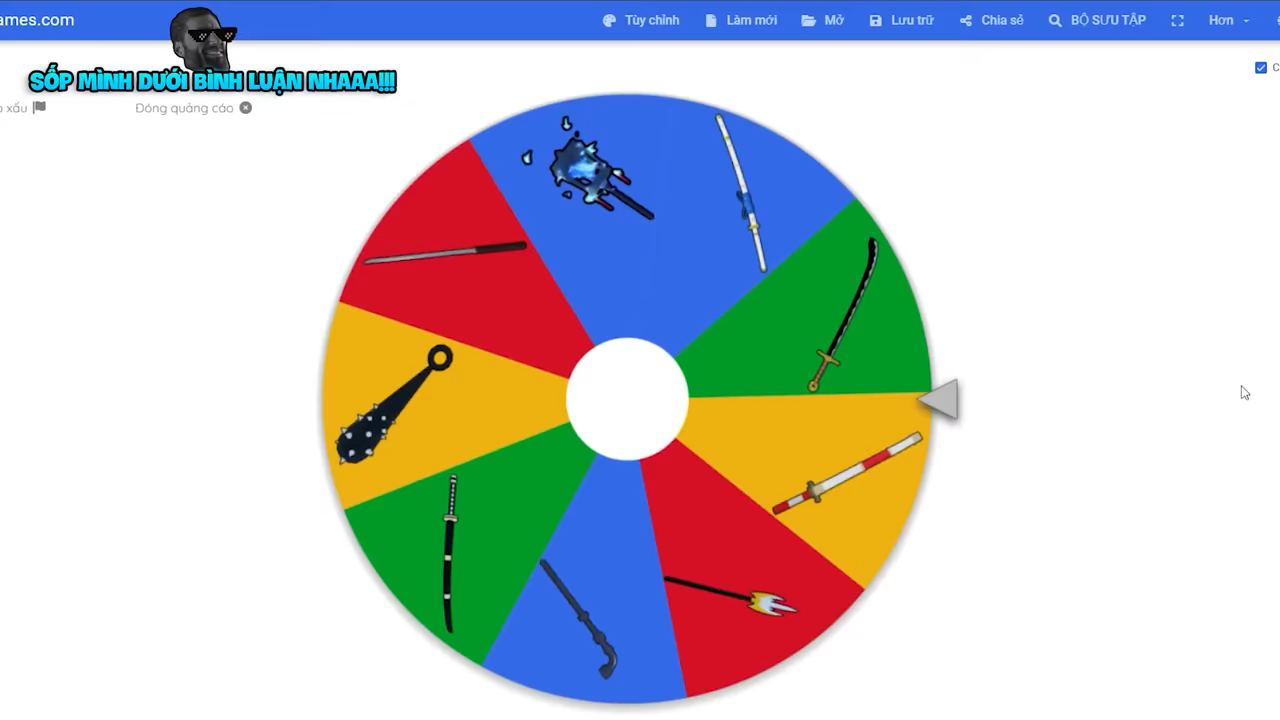 ames.com
Tùy chỉnh
Làm mới
Mở
Lưu trữ
Chia sẻ
BỘ SƯU TẬP
Hơn
SỐP MÌNH DƯỚI BÌNH LUẬN NHAAA!!!
C
xấu
Đóng quảng cáo